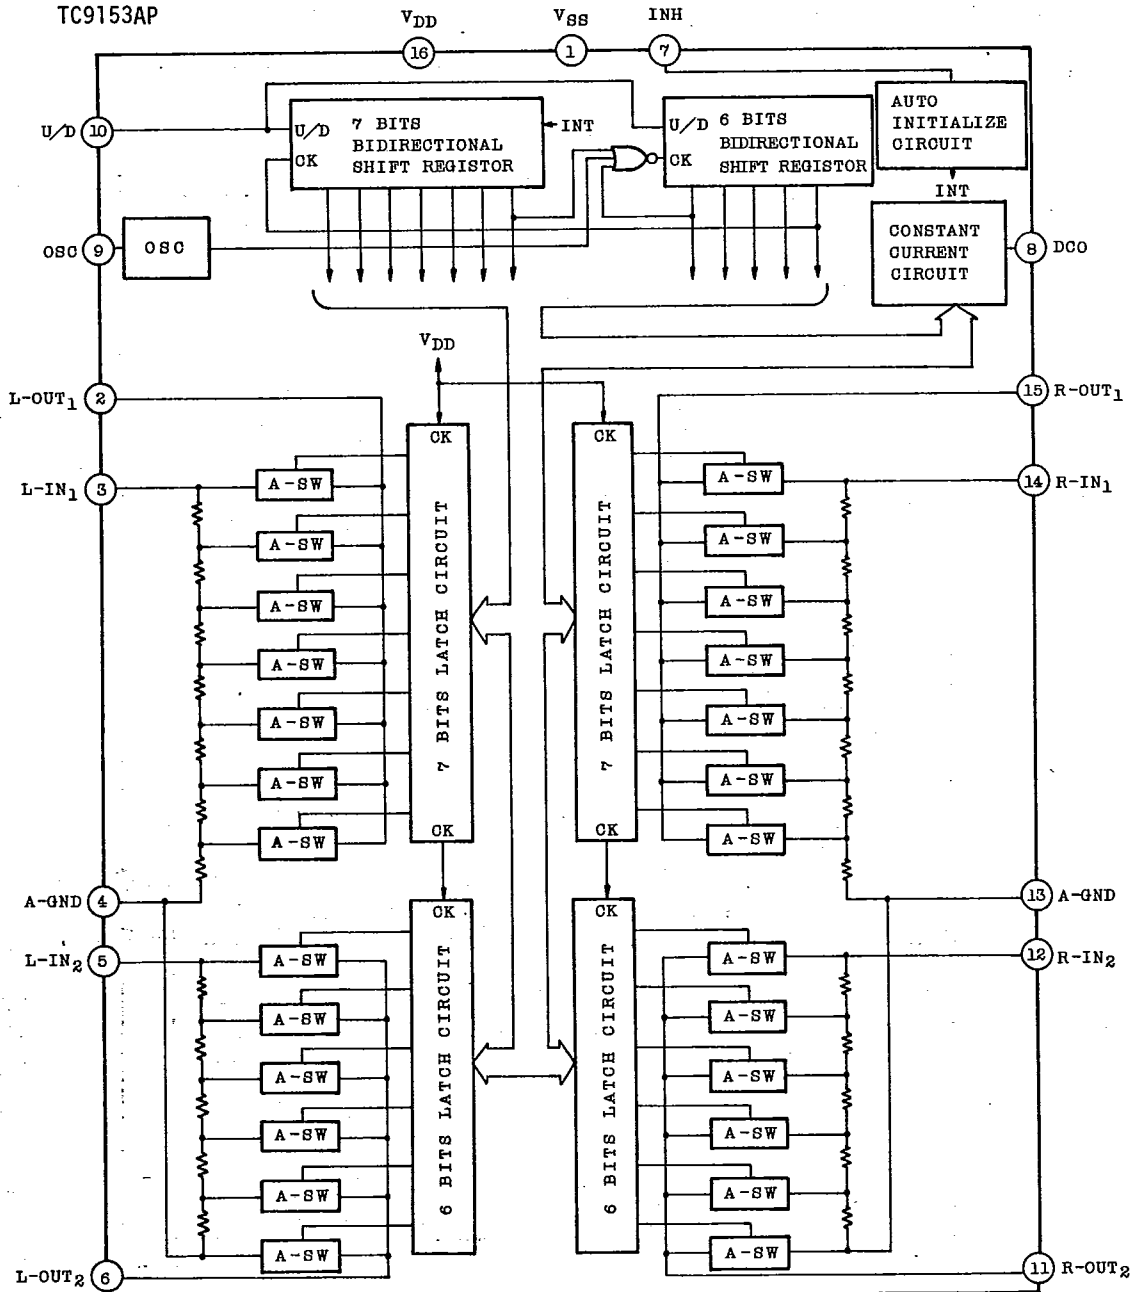 TC9153AP
VDD
VSS
INH
16
1
7
U/D
10
U/D
CK
7 BITS
BIDIRECTIONAL
SHIFT REGISTOR
INT
U/D
CK
6 BITS
BIDIRECTIONAL
SHIFT REGISTOR
AUTO
INITIALIZE
CIRCUIT
INT
OSC
9
OSC
CONSTANT
CURRENT
CIRCUIT
8
DCO
VDD
L-OUT1
2
15
R-OUT1
CK
CK
L-IN1
3
A-SW
A-SW
14
R-IN1
A-SW
A-SW
A-SW
A-SW
A-SW
A-SW
A-SW
A-SW
A-SW
A-SW
A-SW
A-SW
7 BITS LATCH CIRCUIT
7 BITS LATCH CIRCUIT
CK
CK
A-GND
4
13
A-GND
CK
CK
L-IN2
5
A-SW
A-SW
12
R-IN2
A-SW
A-SW
A-SW
A-SW
A-SW
A-SW
A-SW
A-SW
A-SW
A-SW
6 BITS LATCH CIRCUIT
6 BITS LATCH CIRCUIT
L-OUT2
6
11
R-OUT2